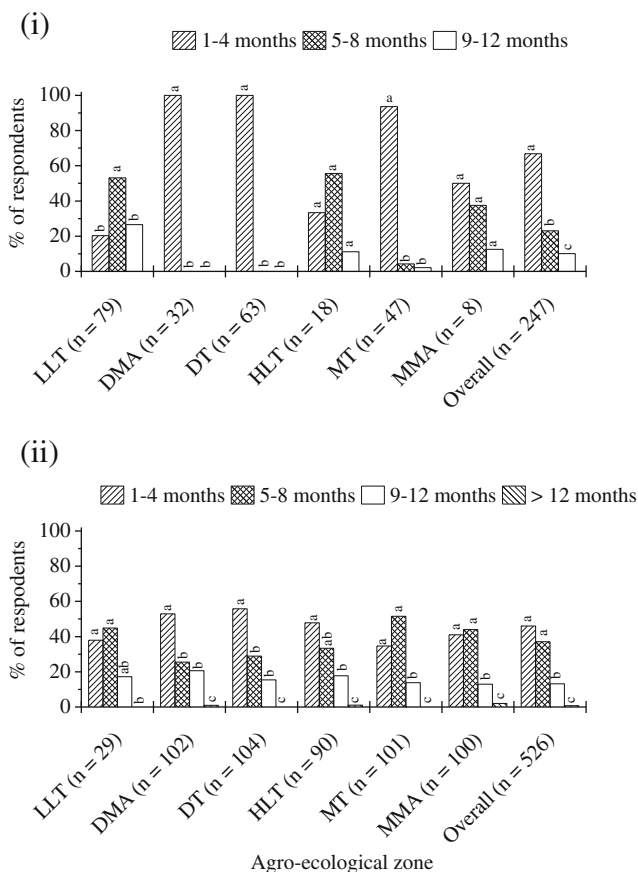 (i)
1-4 months 5-8 months 9-12 months
% of respondents
100
80
60
40
20
0
b a b
a b b
a b b
a a a
a b b
a a a
a b c
LLT (n = 79)
DMA (n = 32)
DT (n = 63)
HLT (n = 18)
MT (n = 47)
MMA (n = 8)
Overall (n = 247)
(ii)
1-4 months 5-8 months 9-12 months > 12 months
% of respodents
100
80
60
40
20
0
a a ab b
a b b c
a b b c
a ab b c
a a b c
a a b c
a a b c
LLT (n = 29)
DMA (n = 102)
DT (n = 104)
HLT (n = 90)
MT (n = 101)
MMA (n = 100)
Overall (n = 526)
Agro-ecological zone